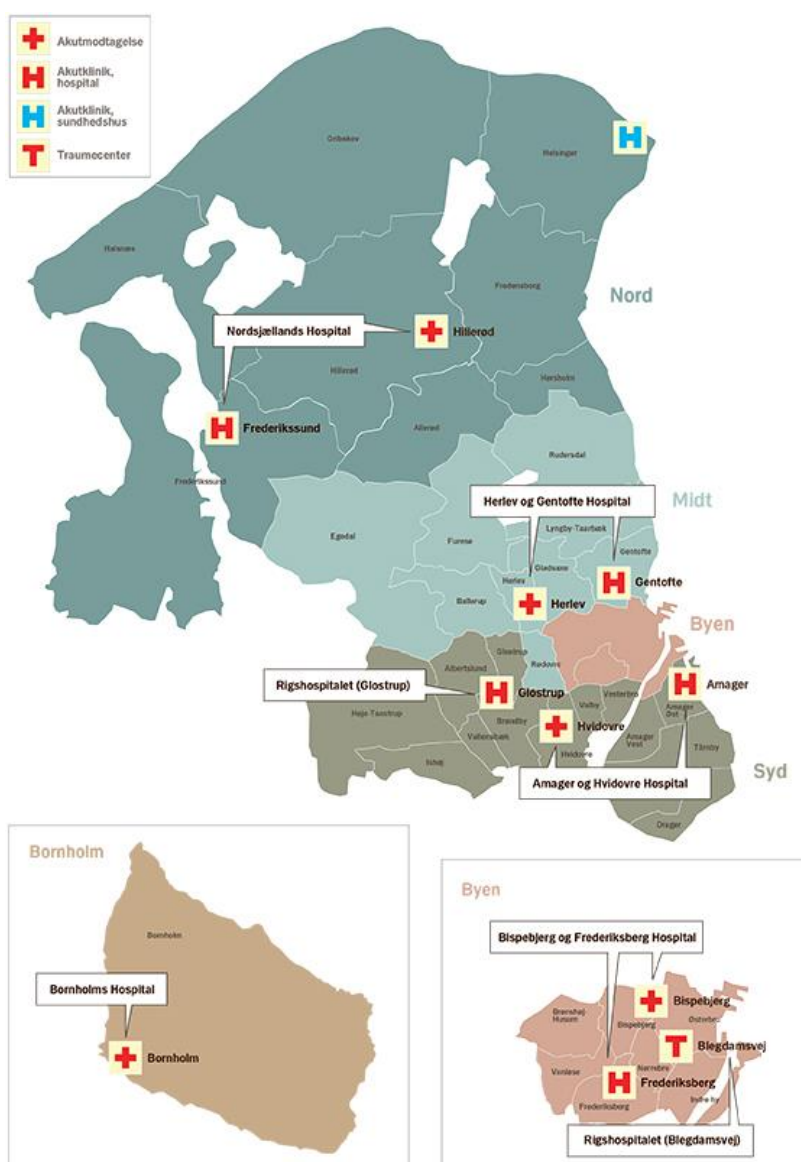 Akutmodtagelse
Akutklinik,
hospital
Akutklinik,
sundhedshus
Traumecenter
Gribskov
Helsingør
Halsnæs
Fredensborg
Nord
Nordsjællands Hospital
Hillerød
Hillerød
Hørsholm
Frederikssund
Allerød
Frederikssund
Rudersdal
Herlev og Gentofte Hospital
Midt
Egedal
Furesø
Lyngby-Taarbæk
Gentofte
Gladsaxe
Herlev
Gentofte
Ballerup
Herlev
Byen
Glostrup
Albertslund
Rødovre
Rigshospitalet (Glostrup)
Glostrup
Amager
Vesterbro
Valby
Amager
Øst
Høje-Taastrup
Brøndby
Hvidovre
Vallensbæk
Amager
Vest
Tårnby
Hvidovre
Ishøj
Syd
Amager og Hvidovre Hospital
Dragør
Bornholm
Bornholm
Bornholms Hospital
Bornholm
Byen
Bispebjerg og Frederiksberg Hospital
Bispebjerg
Brønshøj
Husum
Bispebjerg
Blegdamsvej
Vanløse
Nørrebro
Frederiksberg
Frederiksberg
Indre by
Rigshospitalet (Blegdamsvej)